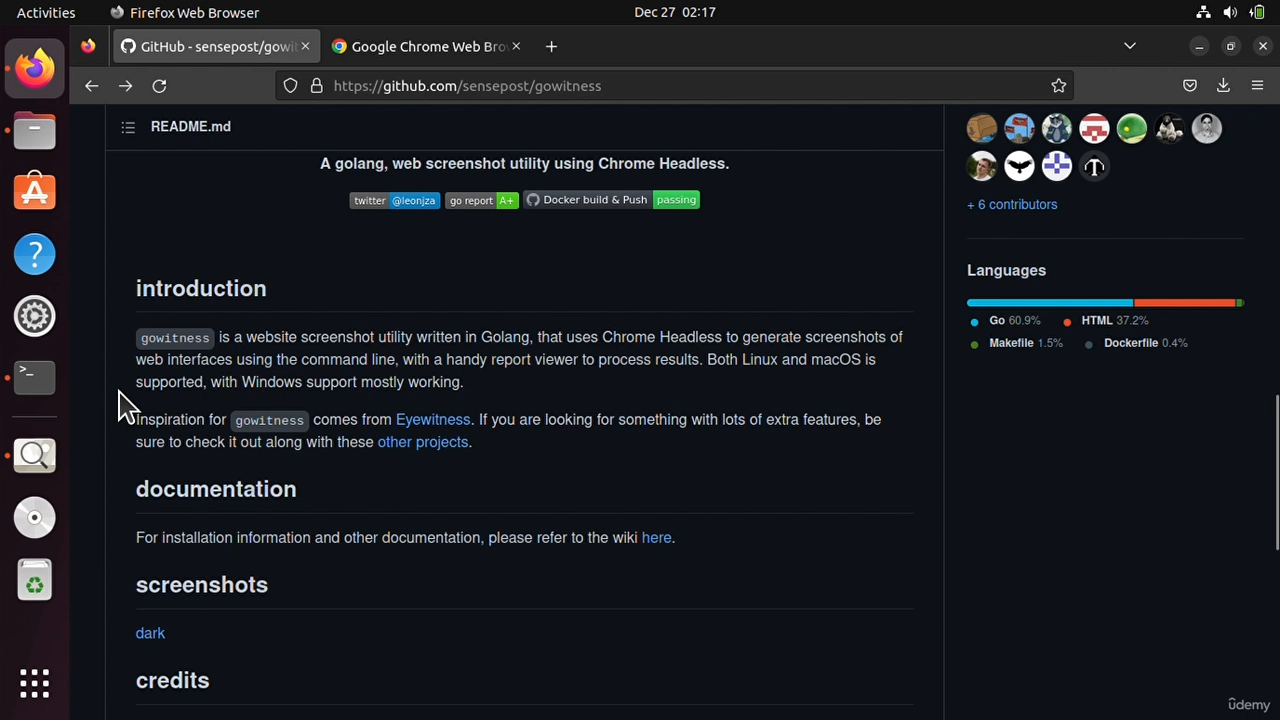 Activities
Firefox Web Browser
Dec 27 02:17
GitHub - sensepost/gowit
Google Chrome Web Bro
https://github.com/sensepost/gowitness
README.md
A golang, web screenshot utility using Chrome Headless.
twitter @leonjza go report A+ Docker build & Push passing
introduction
gowitness is a website screenshot utility written in Golang, that uses Chrome Headless to generate screenshots of
web interfaces using the command line, with a handy report viewer to process results. Both Linux and macOS is
supported, with Windows support mostly working.
Inspiration for gowitness comes from Eyewitness. If you are looking for something with lots of extra features, be
sure to check it out along with these other projects.
documentation
For installation information and other documentation, please refer to the wiki here.
screenshots
dark
credits
+ 6 contributors
Languages
Go 60.9% HTML 37.2%
Makefile 1.5% Dockerfile 0.4%
ûdemy